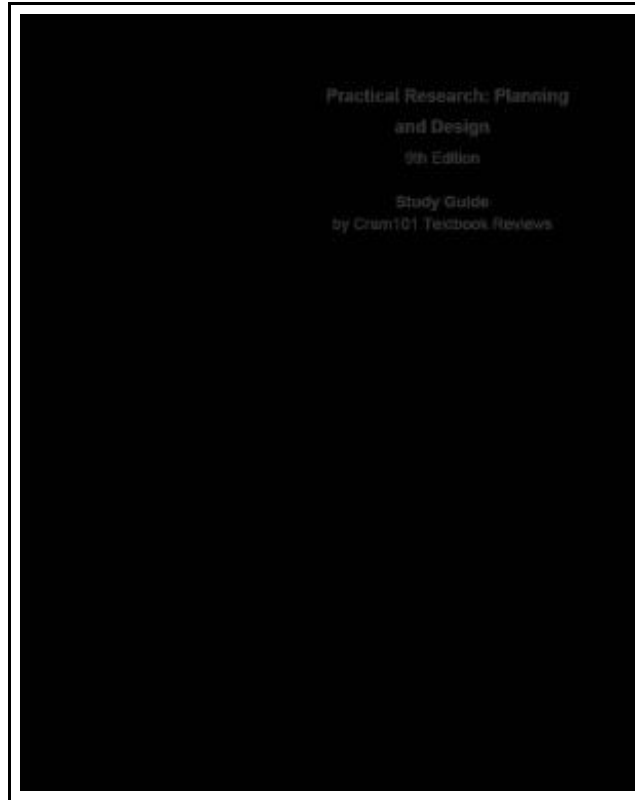 Practical Research: Planning
and Design
9th Edition
Study Guide
by Cram101 Textbook Reviews